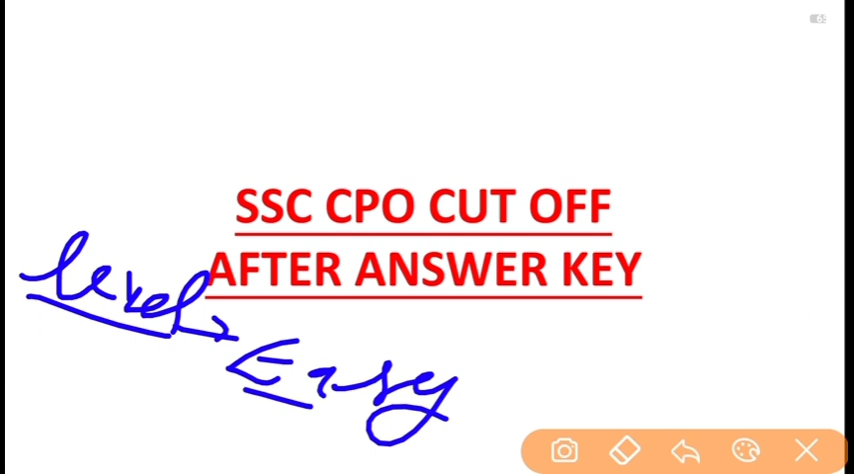 SSC CPO CUT OFF
AFTER ANSWER KEY
level →
Easy